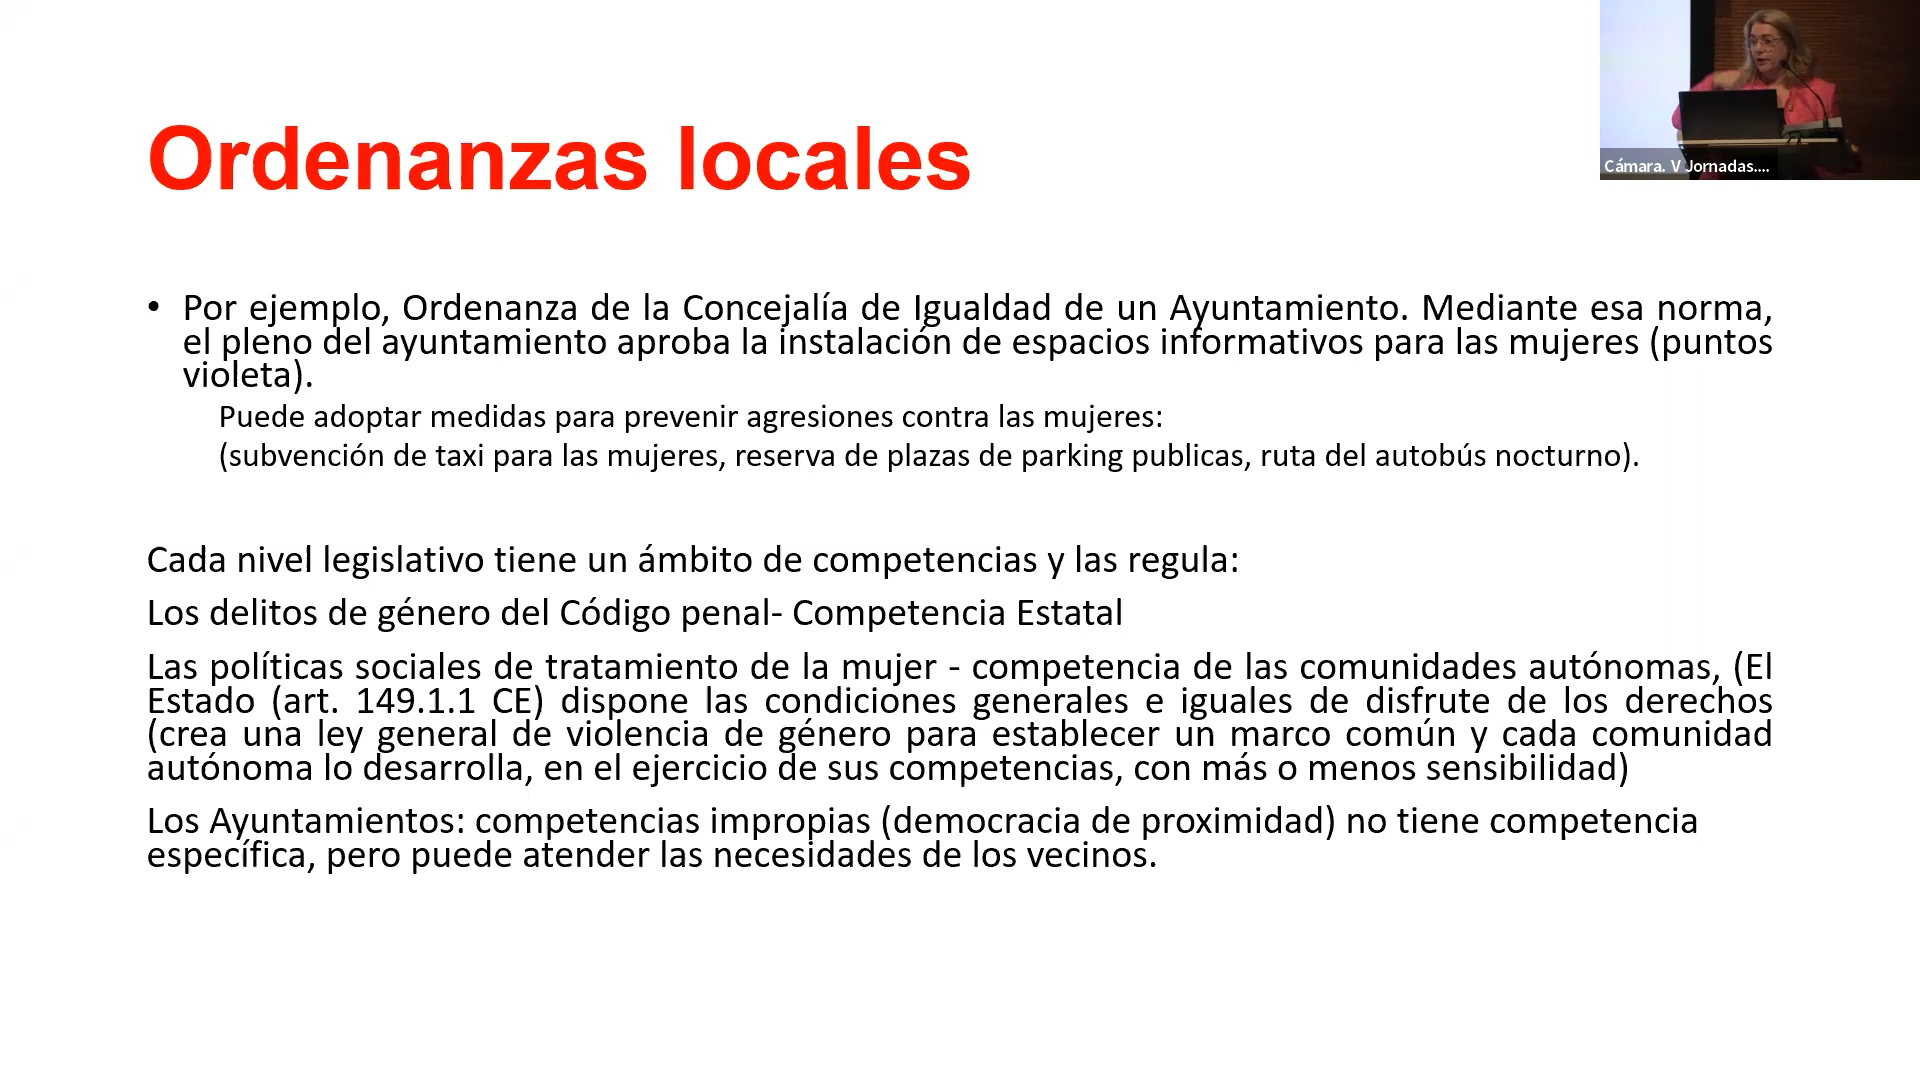 Ordenanzas locales
Cámara. V Jornadas....
• Por ejemplo, Ordenanza de la Concejalía de Igualdad de un Ayuntamiento. Mediante esa norma,
el pleno del ayuntamiento aproba la instalación de espacios informativos para las mujeres (puntos
violeta).
Puede adoptar medidas para prevenir agresiones contra las mujeres:
(subvención de taxi para las mujeres, reserva de plazas de parking publicas, ruta del autobús nocturno).
Cada nivel legislativo tiene un ámbito de competencias y las regula:
Los delitos de género del Código penal- Competencia Estatal
Las políticas sociales de tratamiento de la mujer - competencia de las comunidades autónomas, (El
Estado (art. 149.1.1 CE) dispone las condiciones generales e iguales de disfrute de los derechos
(crea una ley general de violencia de género para establecer un marco común y cada comunidad
autónoma lo desarrolla, en el ejercicio de sus competencias, con más o menos sensibilidad)
Los Ayuntamientos: competencias impropias (democracia de proximidad) no tiene competencia
específica, pero puede atender las necesidades de los vecinos.